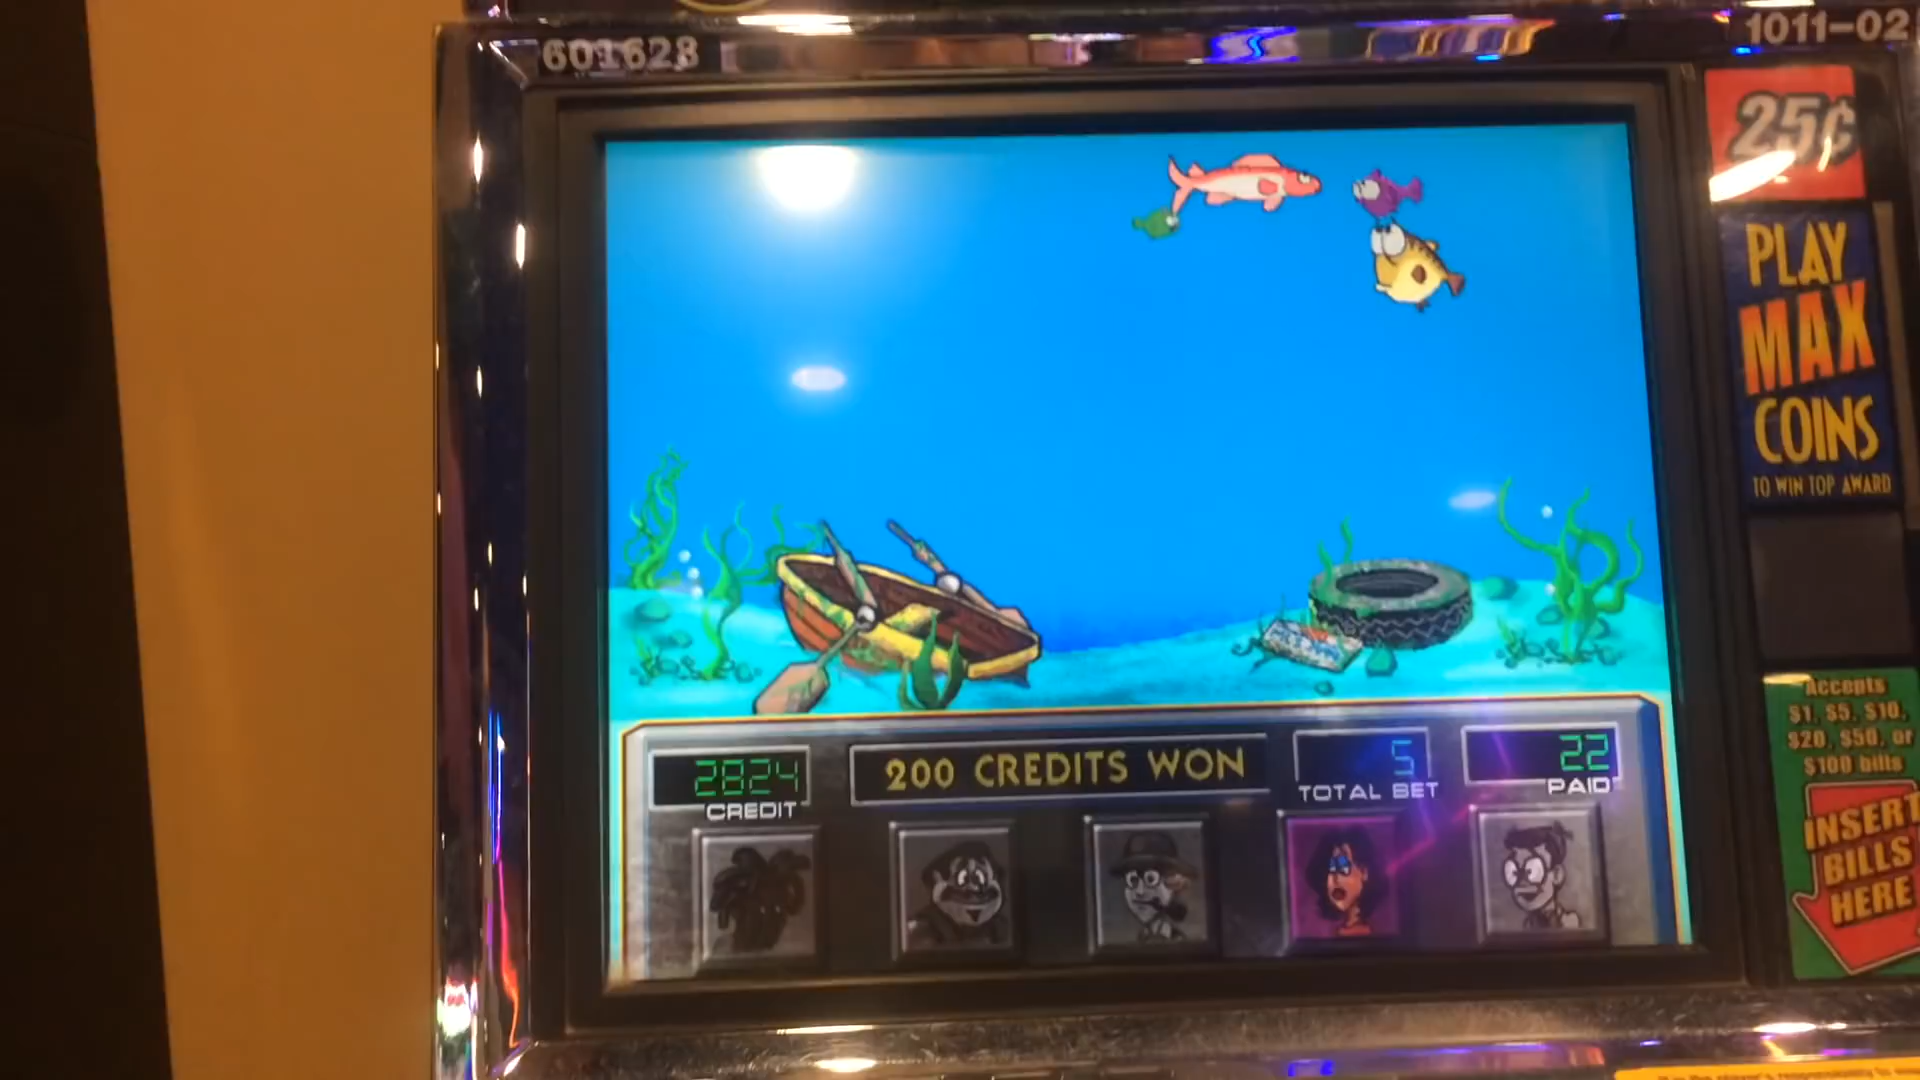 601628
1011-02
25¢
PLAY
MAX
COINS
TO WIN TOP AWARD
2824
CREDIT
200 CREDITS WON
5
TOTAL BET
22
PAID
Accepts
$1, $5, $10,
$20, $50, or
$100 bills
INSERT
BILLS
HERE